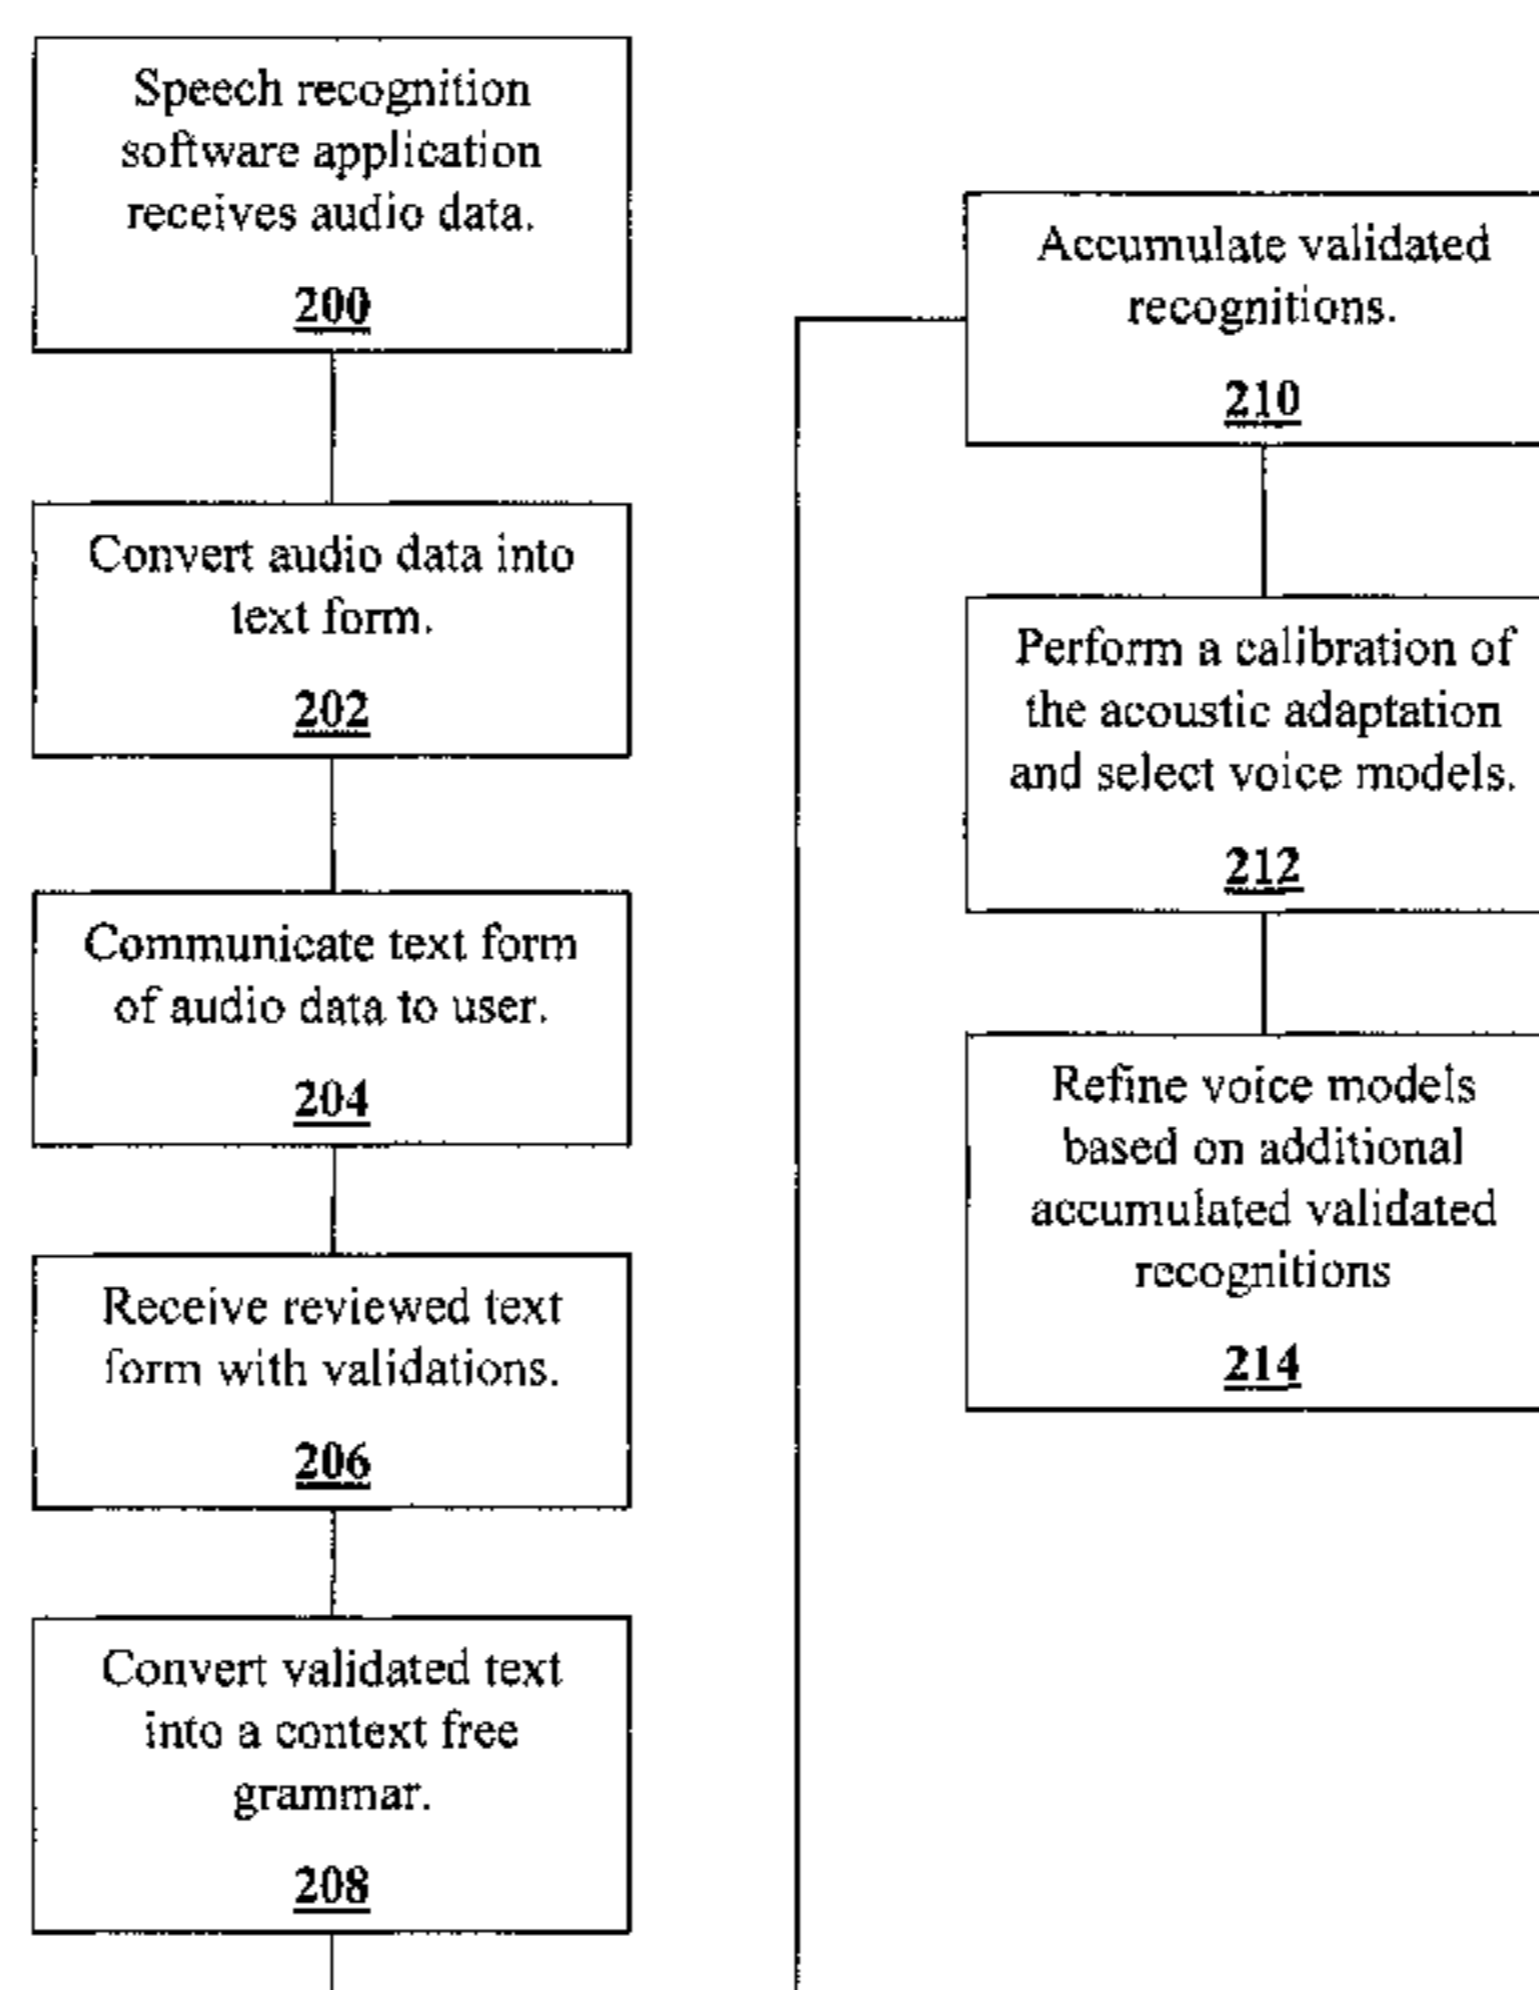 Speech recognition
software application
receives audio data.
200
Convert audio data into
text form.
202
Communicate text form
of audio data to user.
204
Receive reviewed text
form with validations.
206
Convert validated text
into a context free
grammar.
208
Accumulate validated
recognitions.
210
Perform a calibration of
the acoustic adaptation
and select voice models.
212
Refine voice models
based on additional
accumulated validated
recognitions
214